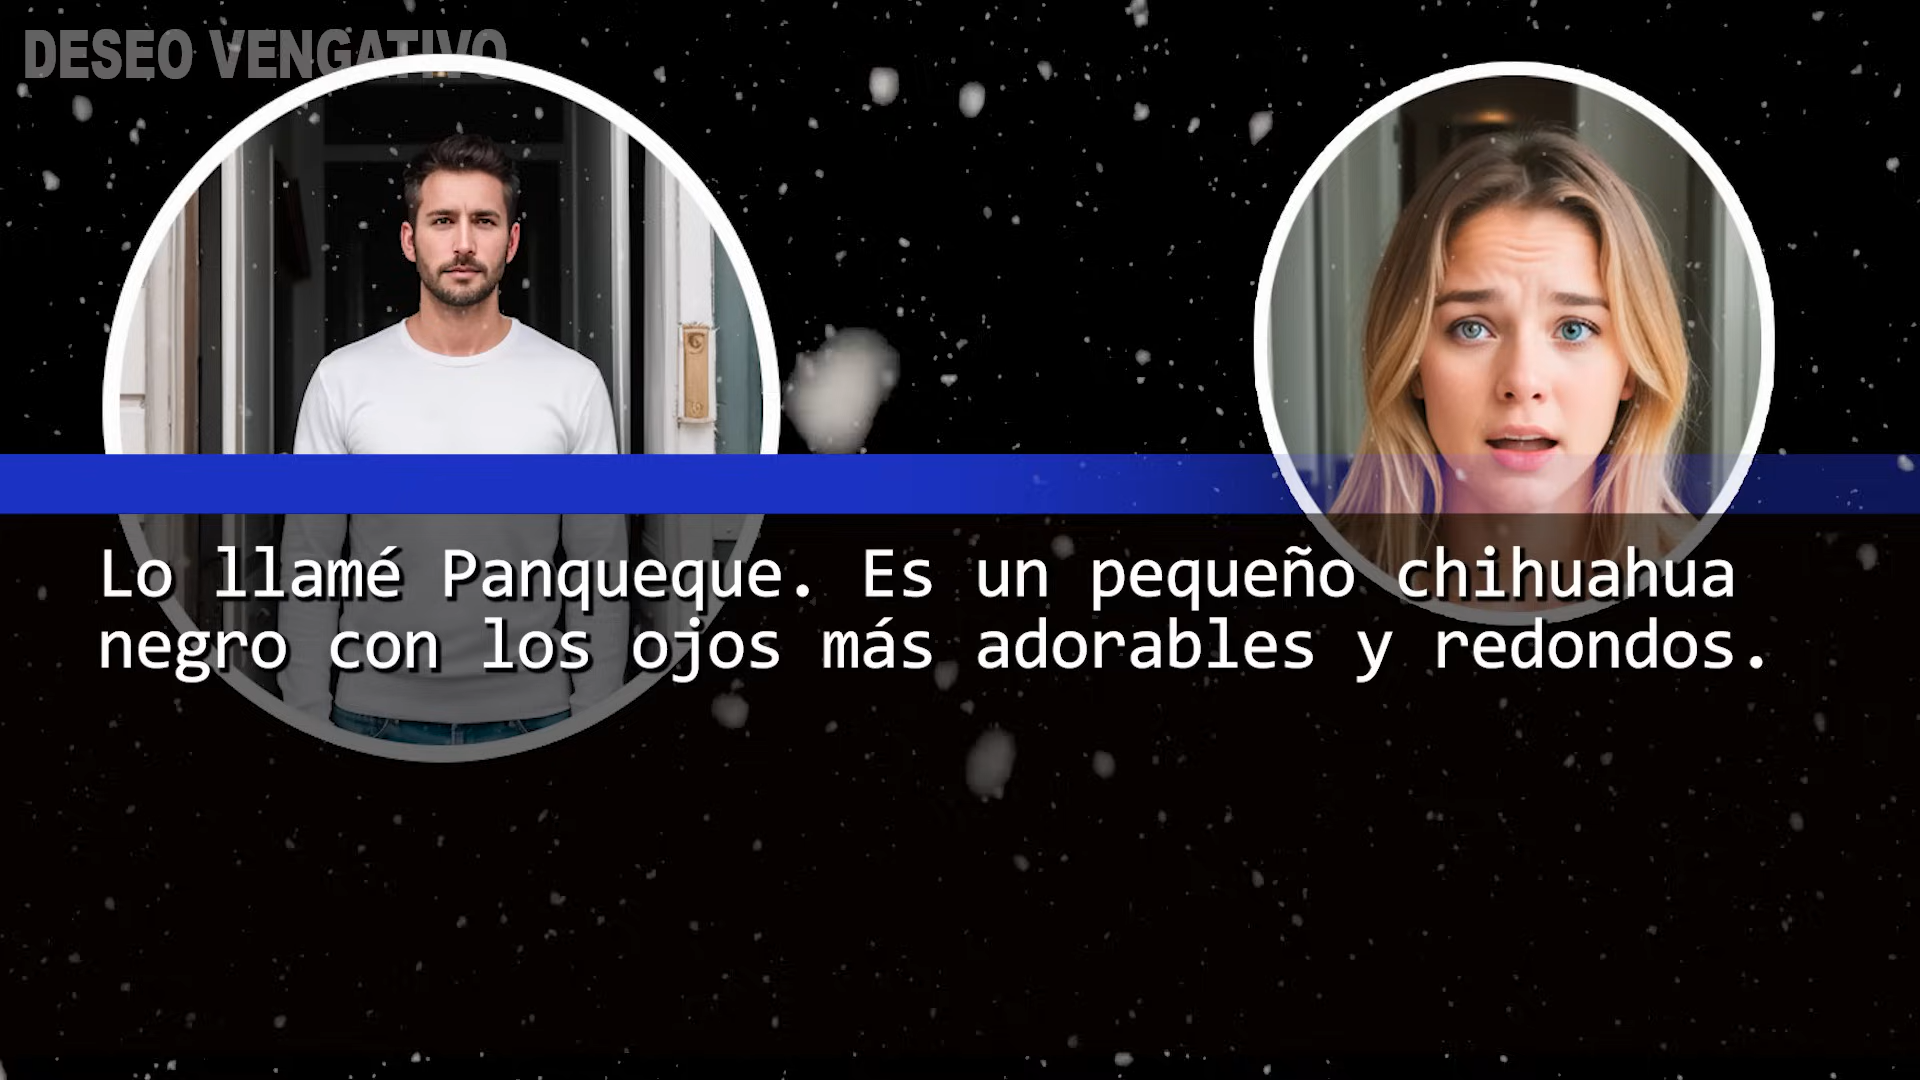 DESEO VENGATIVO
Lo llamé Panqueque. Es un pequeño chihuahua
negro con los ojos más adorables y redondos.